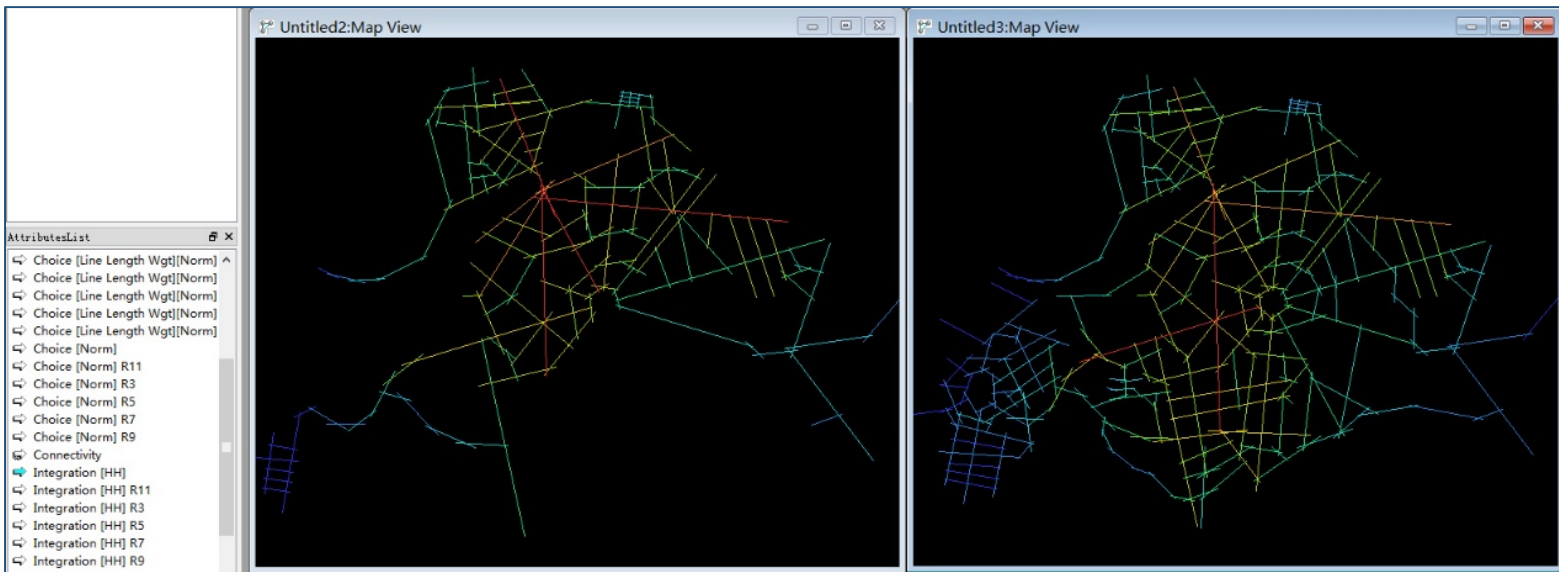 Untitled2:Map View
Untitled3:Map View
AttributesList
Choice [Line Length Wgt][Norm]
Choice [Line Length Wgt][Norm]
Choice [Line Length Wgt][Norm]
Choice [Line Length Wgt][Norm]
Choice [Line Length Wgt][Norm]
Choice [Norm]
Choice [Norm] R11
Choice [Norm] R3
Choice [Norm] R5
Choice [Norm] R7
Choice [Norm] R9
Connectivity
Integration [HH]
Integration [HH] R11
Integration [HH] R3
Integration [HH] R5
Integration [HH] R7
Integration [HH] R9